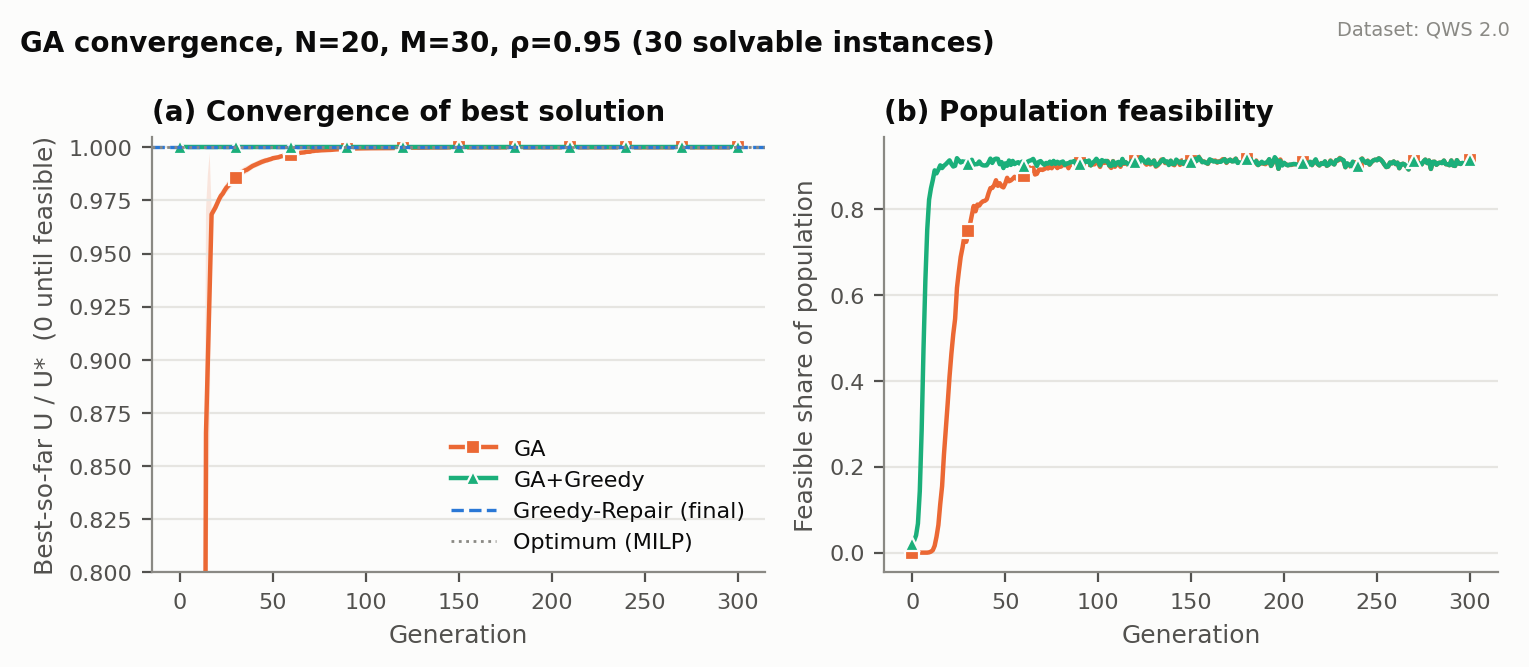 GA convergence, N=20, M=30, ρ=0.95 (30 solvable instances)
Dataset: QWS 2.0
(a) Convergence of best solution
Best-so-far U / U*  (0 until feasible)
1.000
0.975
0.950
0.925
0.900
0.875
0.850
0.825
0.800
GA
GA+Greedy
Greedy-Repair (final)
Optimum (MILP)
0 50 100 150 200 250 300
Generation
(b) Population feasibility
Feasible share of population
0.8
0.6
0.4
0.2
0.0
0 50 100 150 200 250 300
Generation